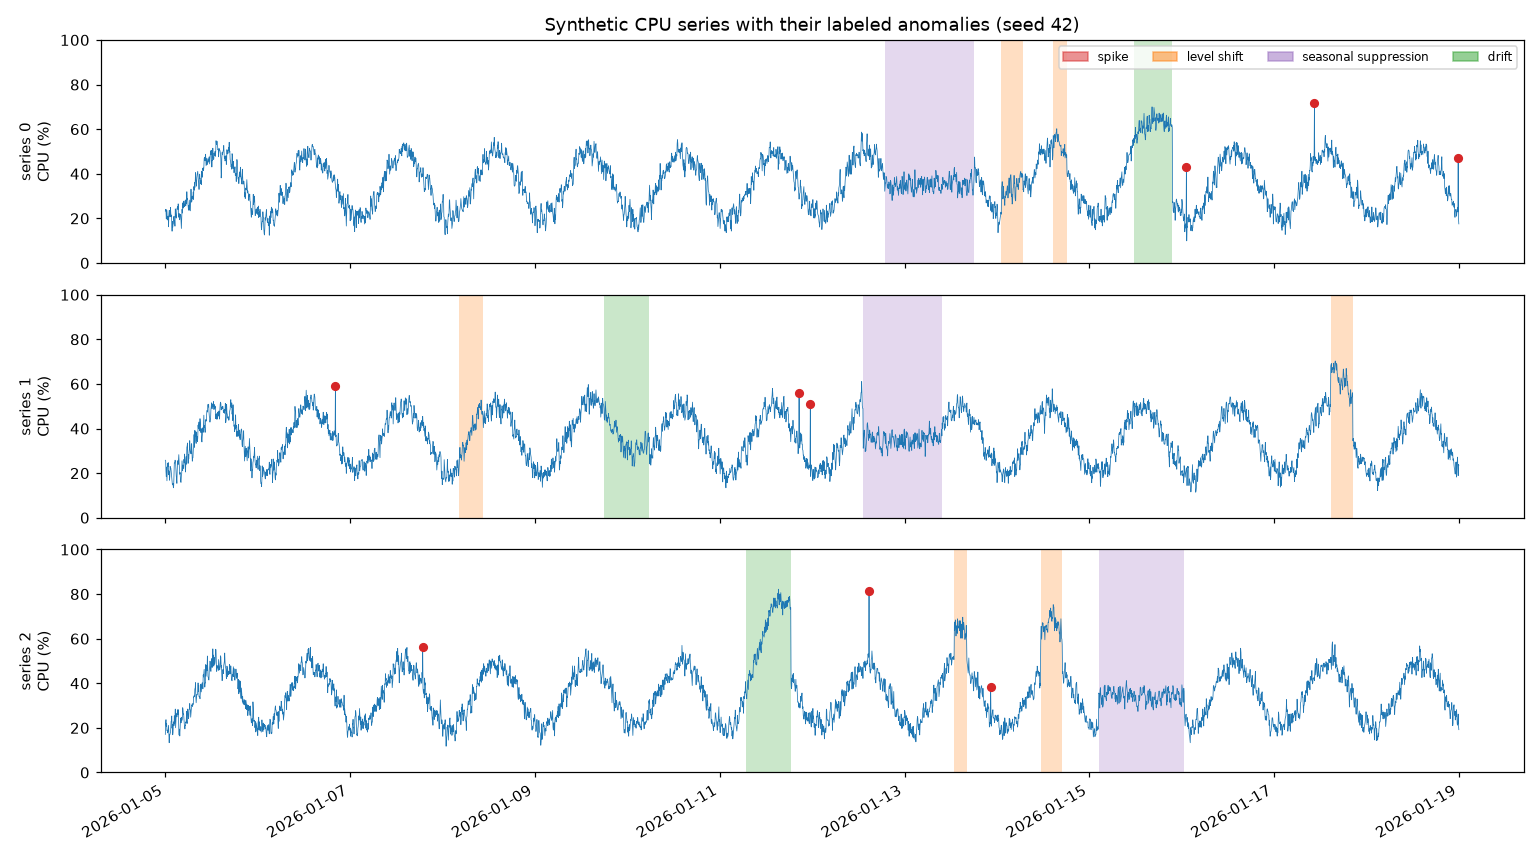 Synthetic CPU series with their labeled anomalies (seed 42)
series 0
CPU (%)
100
80
60
40
20
0
spike
level shift
seasonal suppression
drift
series 1
CPU (%)
100
80
60
40
20
0
series 2
CPU (%)
100
80
60
40
20
0
2026-01-05
2026-01-07
2026-01-09
2026-01-11
2026-01-13
2026-01-15
2026-01-17
2026-01-19